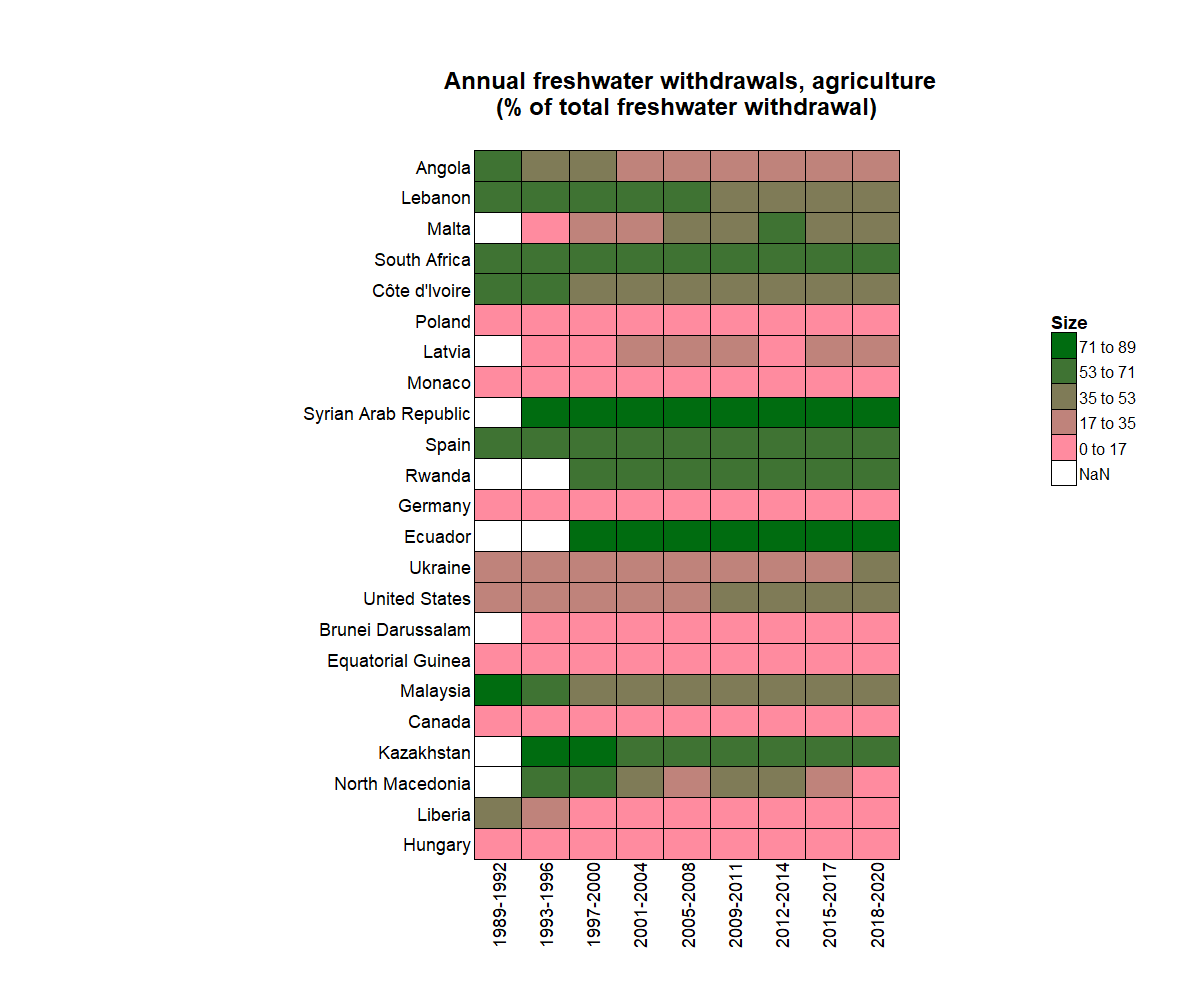 Annual freshwater withdrawals, agriculture
(% of total freshwater withdrawal)
Angola
Lebanon
Malta
South Africa
Côte d'Ivoire
Poland
Latvia
Monaco
Syrian Arab Republic
Spain
Rwanda
Germany
Ecuador
Ukraine
United States
Brunei Darussalam
Equatorial Guinea
Malaysia
Canada
Kazakhstan
North Macedonia
Liberia
Hungary
1989-1992
1993-1996
1997-2000
2001-2004
2005-2008
2009-2011
2012-2014
2015-2017
2018-2020
Size
71 to 89
53 to 71
35 to 53
17 to 35
0 to 17
NaN